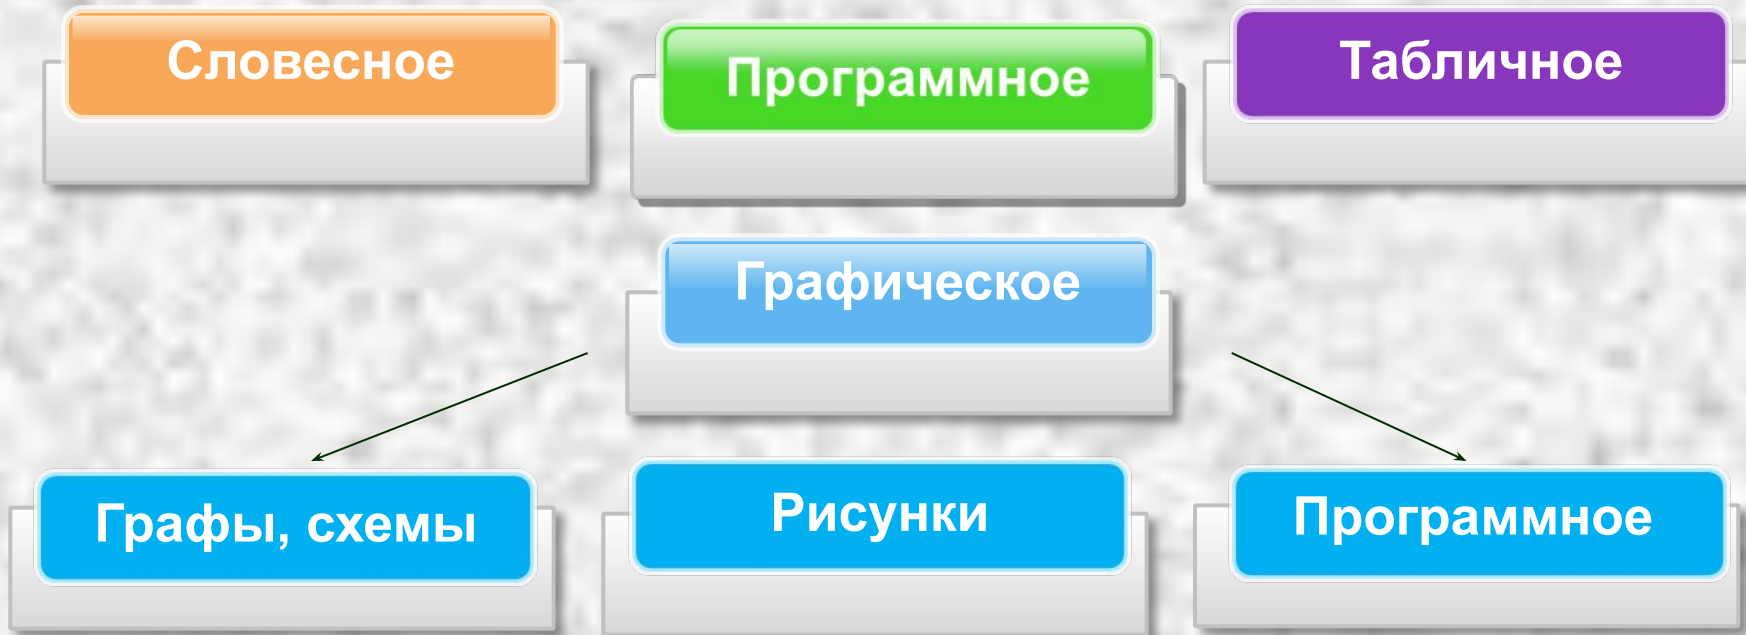 Словесное
Программное
Табличное
Графическое
Графы, схемы
Рисунки
Программное